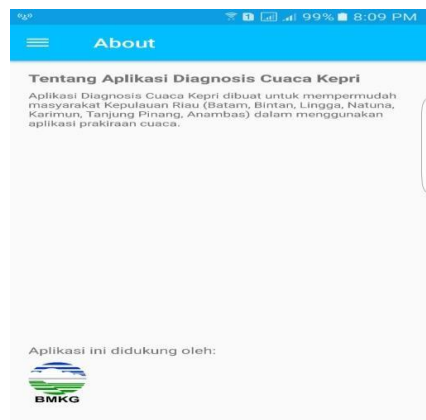 99% 8:09 PM
About
Tentang Aplikasi Diagnosis Cuaca Kepri
Aplikasi Diagnosis Cuaca Kepri dibuat untuk mempermudah
masyarakat Kepulauan Riau (Batam, Bintan, Lingga, Natuna,
Karimun, Tanjung Pinang, Anambas) dalam menggunakan
aplikasi prakiraan cuaca.
Aplikasi ini didukung oleh:
BMKG